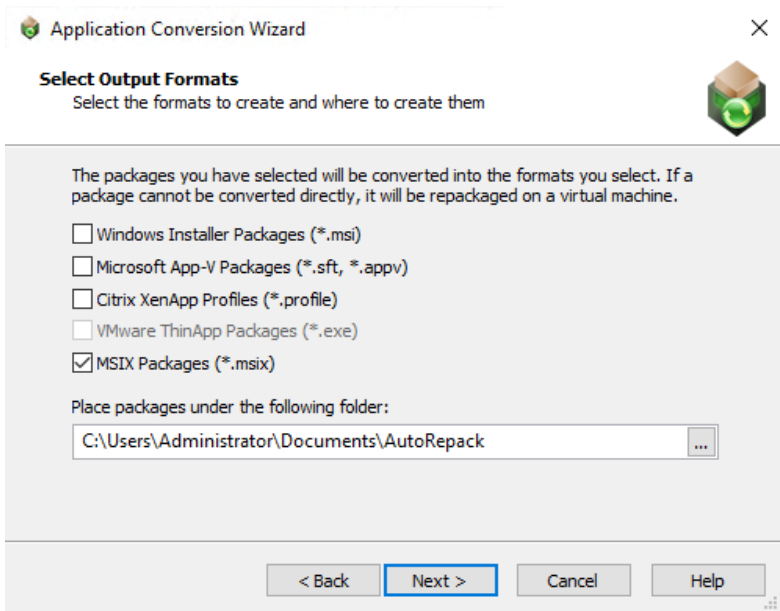 Application Conversion Wizard
Select Output Formats
Select the formats to create and where to create them
The packages you have selected will be converted into the formats you select. If a
package cannot be converted directly, it will be repackaged on a virtual machine.
Windows Installer Packages (*.msi)
Microsoft App-V Packages (*.sft, *.appv)
Citrix XenApp Profiles (*.profile)
VMware ThinApp Packages (*.exe)
MSIX Packages (*.msix)
Place packages under the following folder:
C:\Users\Administrator\Documents\AutoRepack
...
< Back Next > Cancel Help